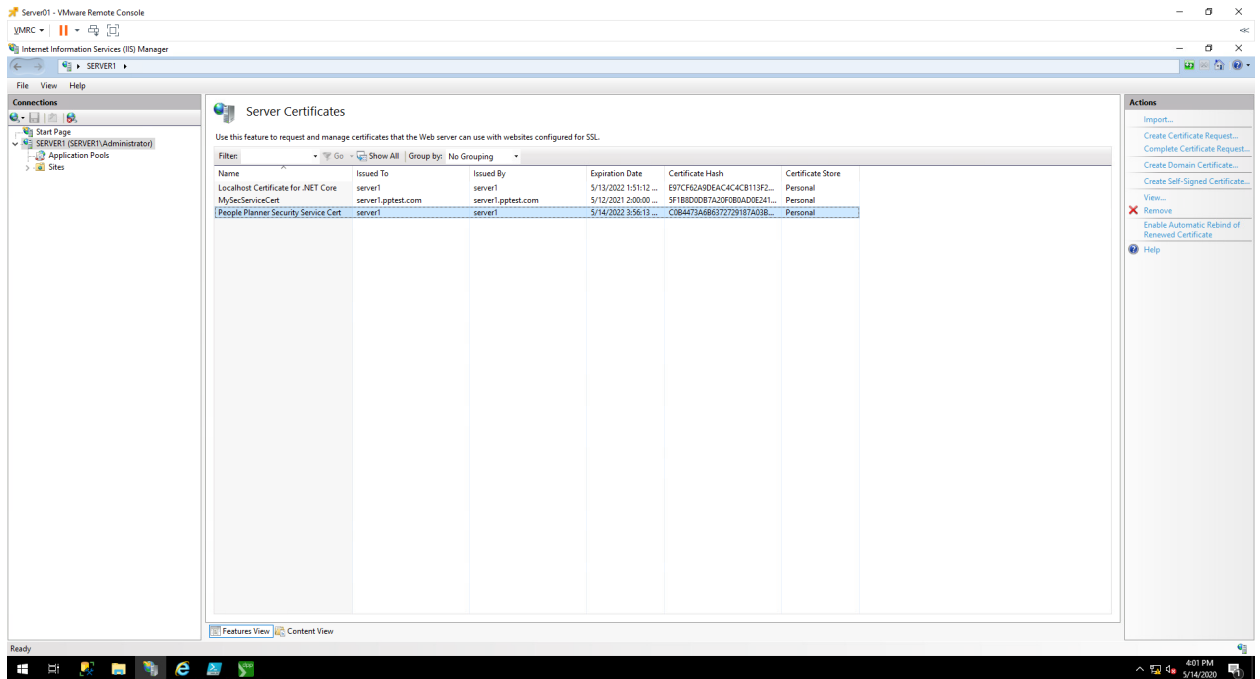 Server01 - VMware Remote Console
VMRC
Internet Information Services (IIS) Manager
SERVER1
File View Help
Connections
Start Page
SERVER1 (SERVER1\Administrator)
Application Pools
Sites
Server Certificates
Use this feature to request and manage certificates that the Web server can use with websites configured for SSL.
Filter: Go Show All Group by: No Grouping
Name Issued To Issued By Expiration Date Certificate Hash Certificate Store
Localhost Certificate for .NET Core server1 server1 5/13/2022 1:51:12 ... E97CF62A9DEAC4C4CB113F2... Personal
MySecServiceCert server1.pptest.com server1.pptest.com 5/12/2021 2:00:00 ... 5F1B8D0DB7A20F0B0AD0E241... Personal
People Planner Security Service Cert server1 server1 5/14/2022 3:56:13 ... C0B4473A6B6372729187A03B... Personal
Features View Content View
Actions
Import...
Create Certificate Request...
Complete Certificate Request...
Create Domain Certificate...
Create Self-Signed Certificate...
View...
Remove
Enable Automatic Rebind of
Renewed Certificate
Help
Ready
4:01 PM
5/14/2020